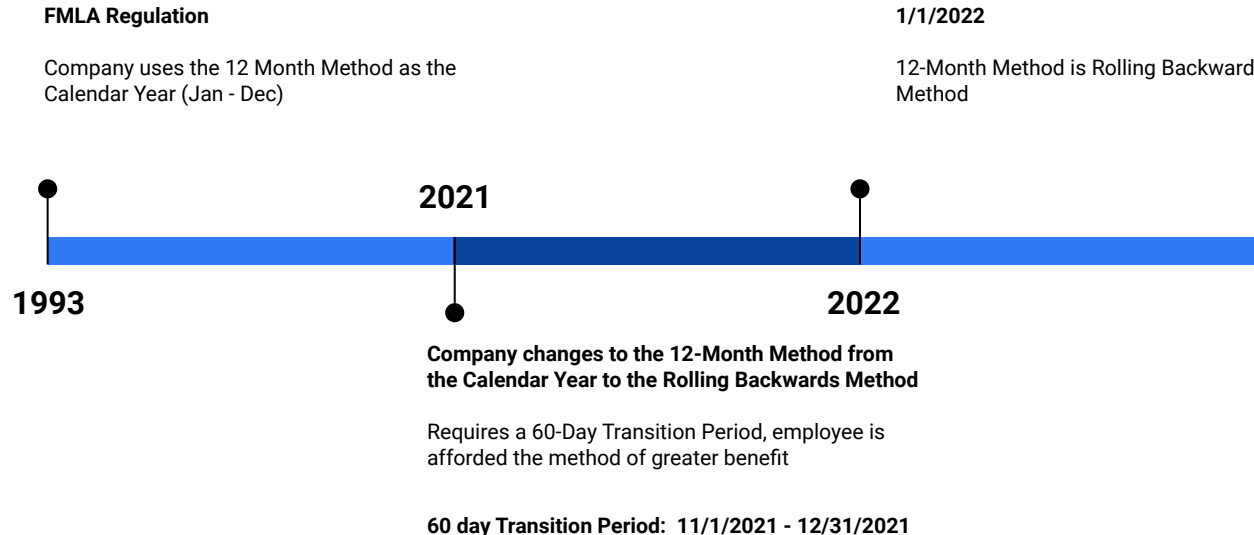 FMLA Regulation
Company uses the 12 Month Method as the
Calendar Year (Jan - Dec)
1/1/2022
12-Month Method is Rolling Backward
Method
2021
1993
2022
Company changes to the 12-Month Method from
the Calendar Year to the Rolling Backwards Method
Requires a 60-Day Transition Period, employee is
afforded the method of greater benefit
60 day Transition Period:  11/1/2021 - 12/31/2021